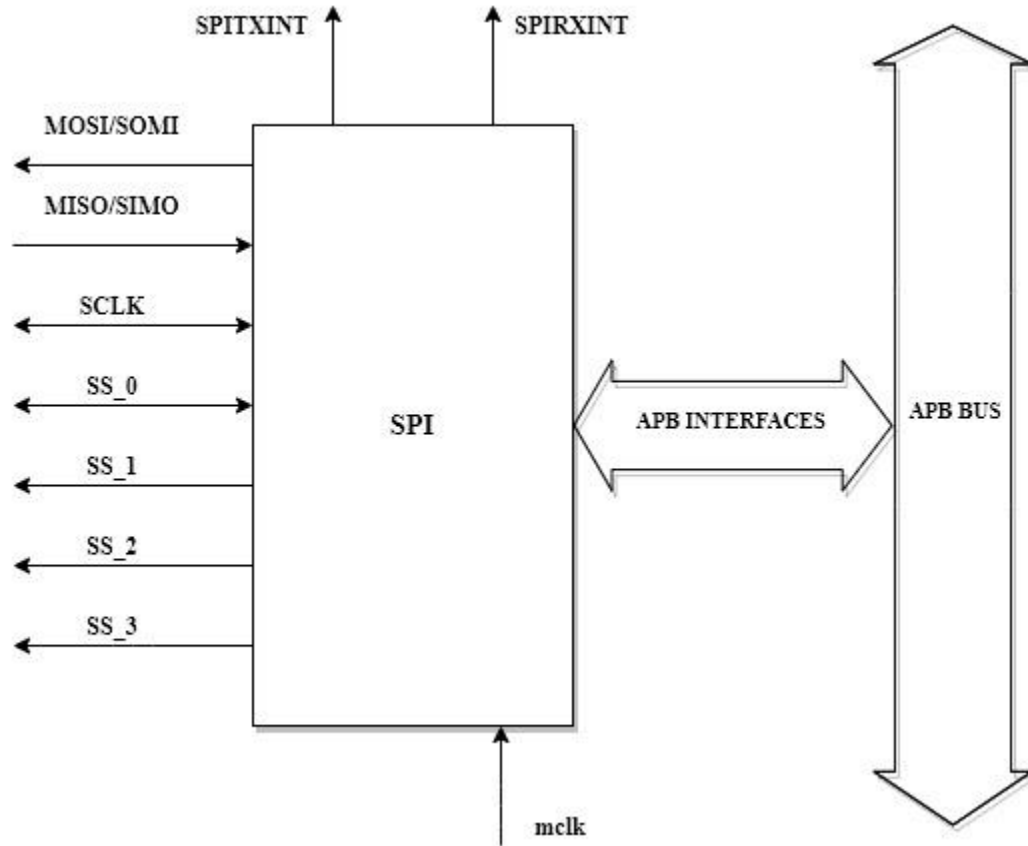 SPITXINT
SPIRXINT
MOSI/SOMI
MISO/SIMO
SCLK
SS_0
SS_1
SS_2
SS_3
SPI
APB INTERFACES
APB BUS
mclk